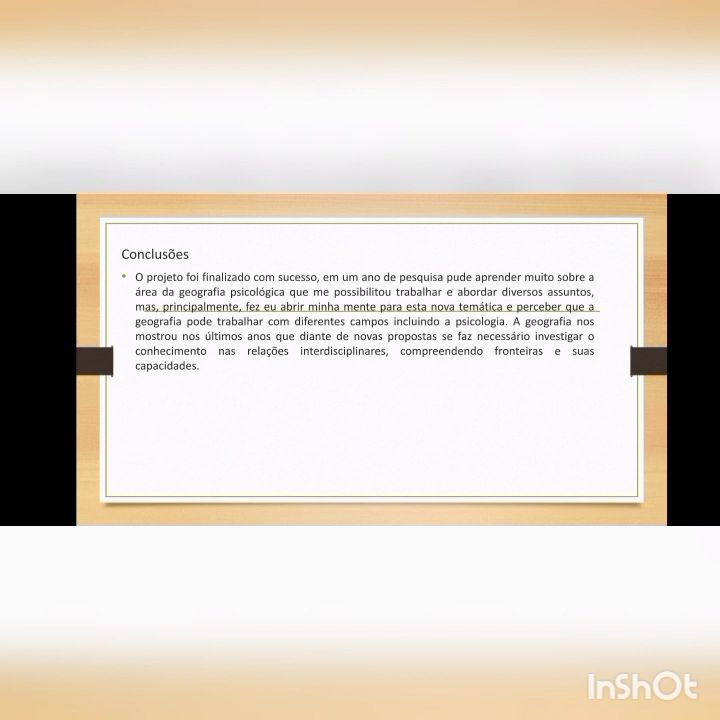 Conclusões
• O projeto foi finalizado com sucesso, em um ano de pesquisa pude aprender muito sobre a
área da geografia psicológica que me possibilitou trabalhar e abordar diversos assuntos,
mas, principalmente, fez eu abrir minha mente para esta nova temática e perceber que a
geografia pode trabalhar com diferentes campos incluindo a psicologia. A geografia nos
mostrou nos últimos anos que diante de novas propostas se faz necessário investigar o
conhecimento nas relações interdisciplinares, compreendendo fronteiras e suas
capacidades.
InShOt